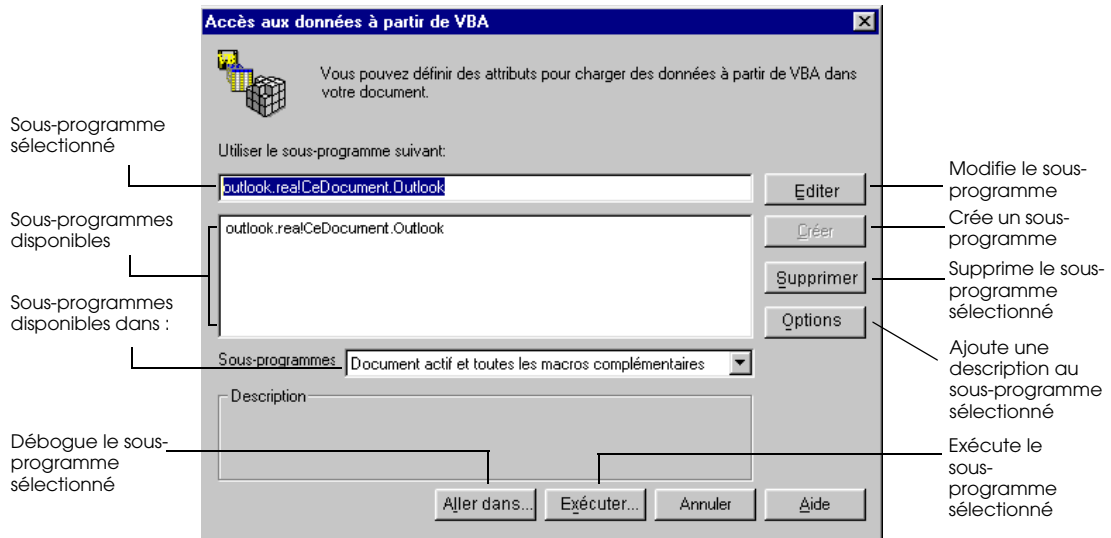 Accès aux données à partir de VBA
Vous pouvez définir des attributs pour charger des données à partir de VBA dans
votre document.
Sous-programme
sélectionné
Utiliser le sous-programme suivant:
outlook.rea!CeDocument.Outlook
Editer
Modifie le sous-
programme
Sous-programmes
disponibles
outlook.rea!CeDocument.Outlook
Créer
Crée un sous-
programme
Supprimer
Supprime le sous-
programme
sélectionné
Sous-programmes
disponibles dans :
Options
Ajoute une
description au
sous-programme
sélectionné
Sous-programmes
Document actif et toutes les macros complémentaires
Description
Débogue le sous-
programme
sélectionné
Exécute le
sous-
programme
sélectionné
Aller dans...
Exécuter...
Annuler
Aide